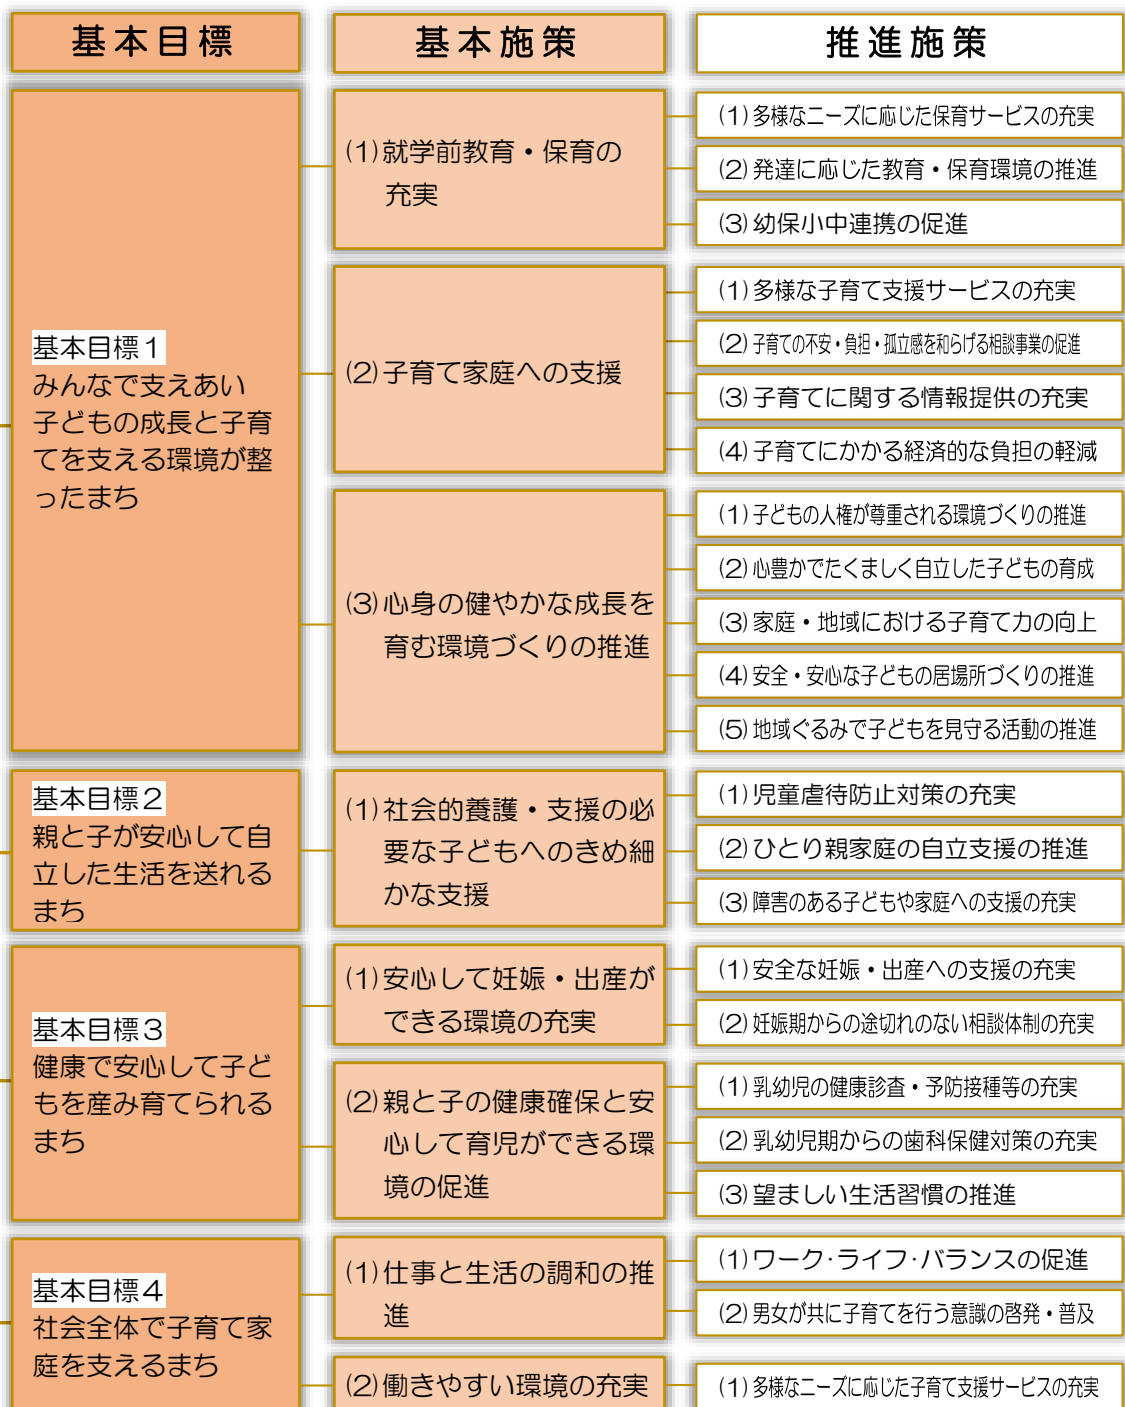 基本目標
基本施策
推進施策
基本目標１
みんなで支えあい
子どもの成長と子育
てを支える環境が整
ったまち
(1)就学前教育・保育の
充実
(1)多様なニーズに応じた保育サービスの充実
(2)発達に応じた教育・保育環境の推進
(3)幼保小中連携の促進
(2)子育て家庭への支援
(1)多様な子育て支援サービスの充実
(2)子育ての不安・負担・孤立感を和らげる相談事業の促進
(3)子育てに関する情報提供の充実
(4)子育てにかかる経済的な負担の軽減
(3)心身の健やかな成長を
育む環境づくりの推進
(1)子どもの人権が尊重される環境づくりの推進
(2)心豊かでたくましく自立した子どもの育成
(3)家庭・地域における子育て力の向上
(4)安全・安心な子どもの居場所づくりの推進
(5)地域ぐるみで子どもを見守る活動の推進
基本目標２
親と子が安心して自
立した生活を送れる
まち
(1)社会的養護・支援の必
要な子どもへのきめ細
かな支援
(1)児童虐待防止対策の充実
(2)ひとり親家庭の自立支援の推進
(3)障害のある子どもや家庭への支援の充実
基本目標３
健康で安心して子ど
もを産み育てられる
まち
(1)安心して妊娠・出産が
できる環境の充実
(1)安全な妊娠・出産への支援の充実
(2)妊娠期からの途切れのない相談体制の充実
(2)親と子の健康確保と安
心して育児ができる環
境の促進
(1)乳幼児の健康診査・予防接種等の充実
(2)乳幼児期からの歯科保健対策の充実
(3)望ましい生活習慣の推進
基本目標４
社会全体で子育て家
庭を支えるまち
(1)仕事と生活の調和の推
進
(1)ワーク・ライフ・バランスの促進
(2)男女が共に子育てを行う意識の啓発・普及
(2)働きやすい環境の充実
(1)多様なニーズに応じた子育て支援サービスの充実